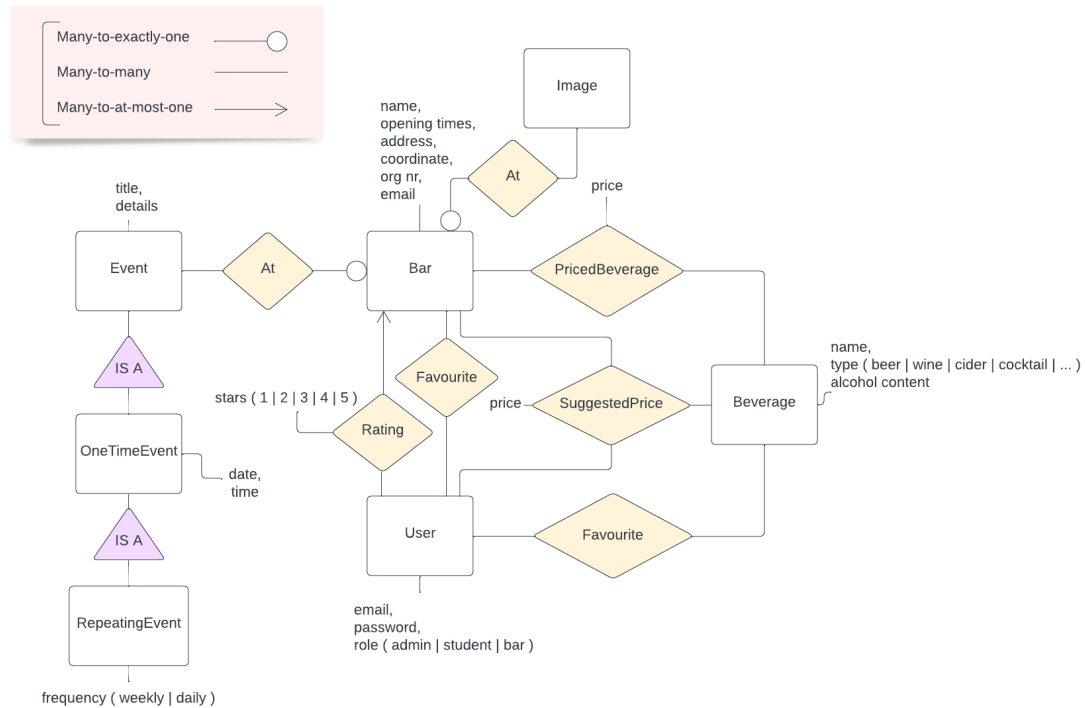 Many-to-exactly-one
Many-to-many
Many-to-at-most-one
Image
name,
opening times,
address,
coordinate,
org nr,
email
At
price
title,
details
Event
At
Bar
PricedBeverage
IS A
Favourite
name,
type ( beer | wine | cider | cocktail | ... )
alcohol content
stars ( 1 | 2 | 3 | 4 | 5 )
price
SuggestedPrice
Beverage
Rating
OneTimeEvent
date,
time
IS A
User
Favourite
RepeatingEvent
email,
password,
role ( admin | student | bar )
frequency ( weekly | daily )